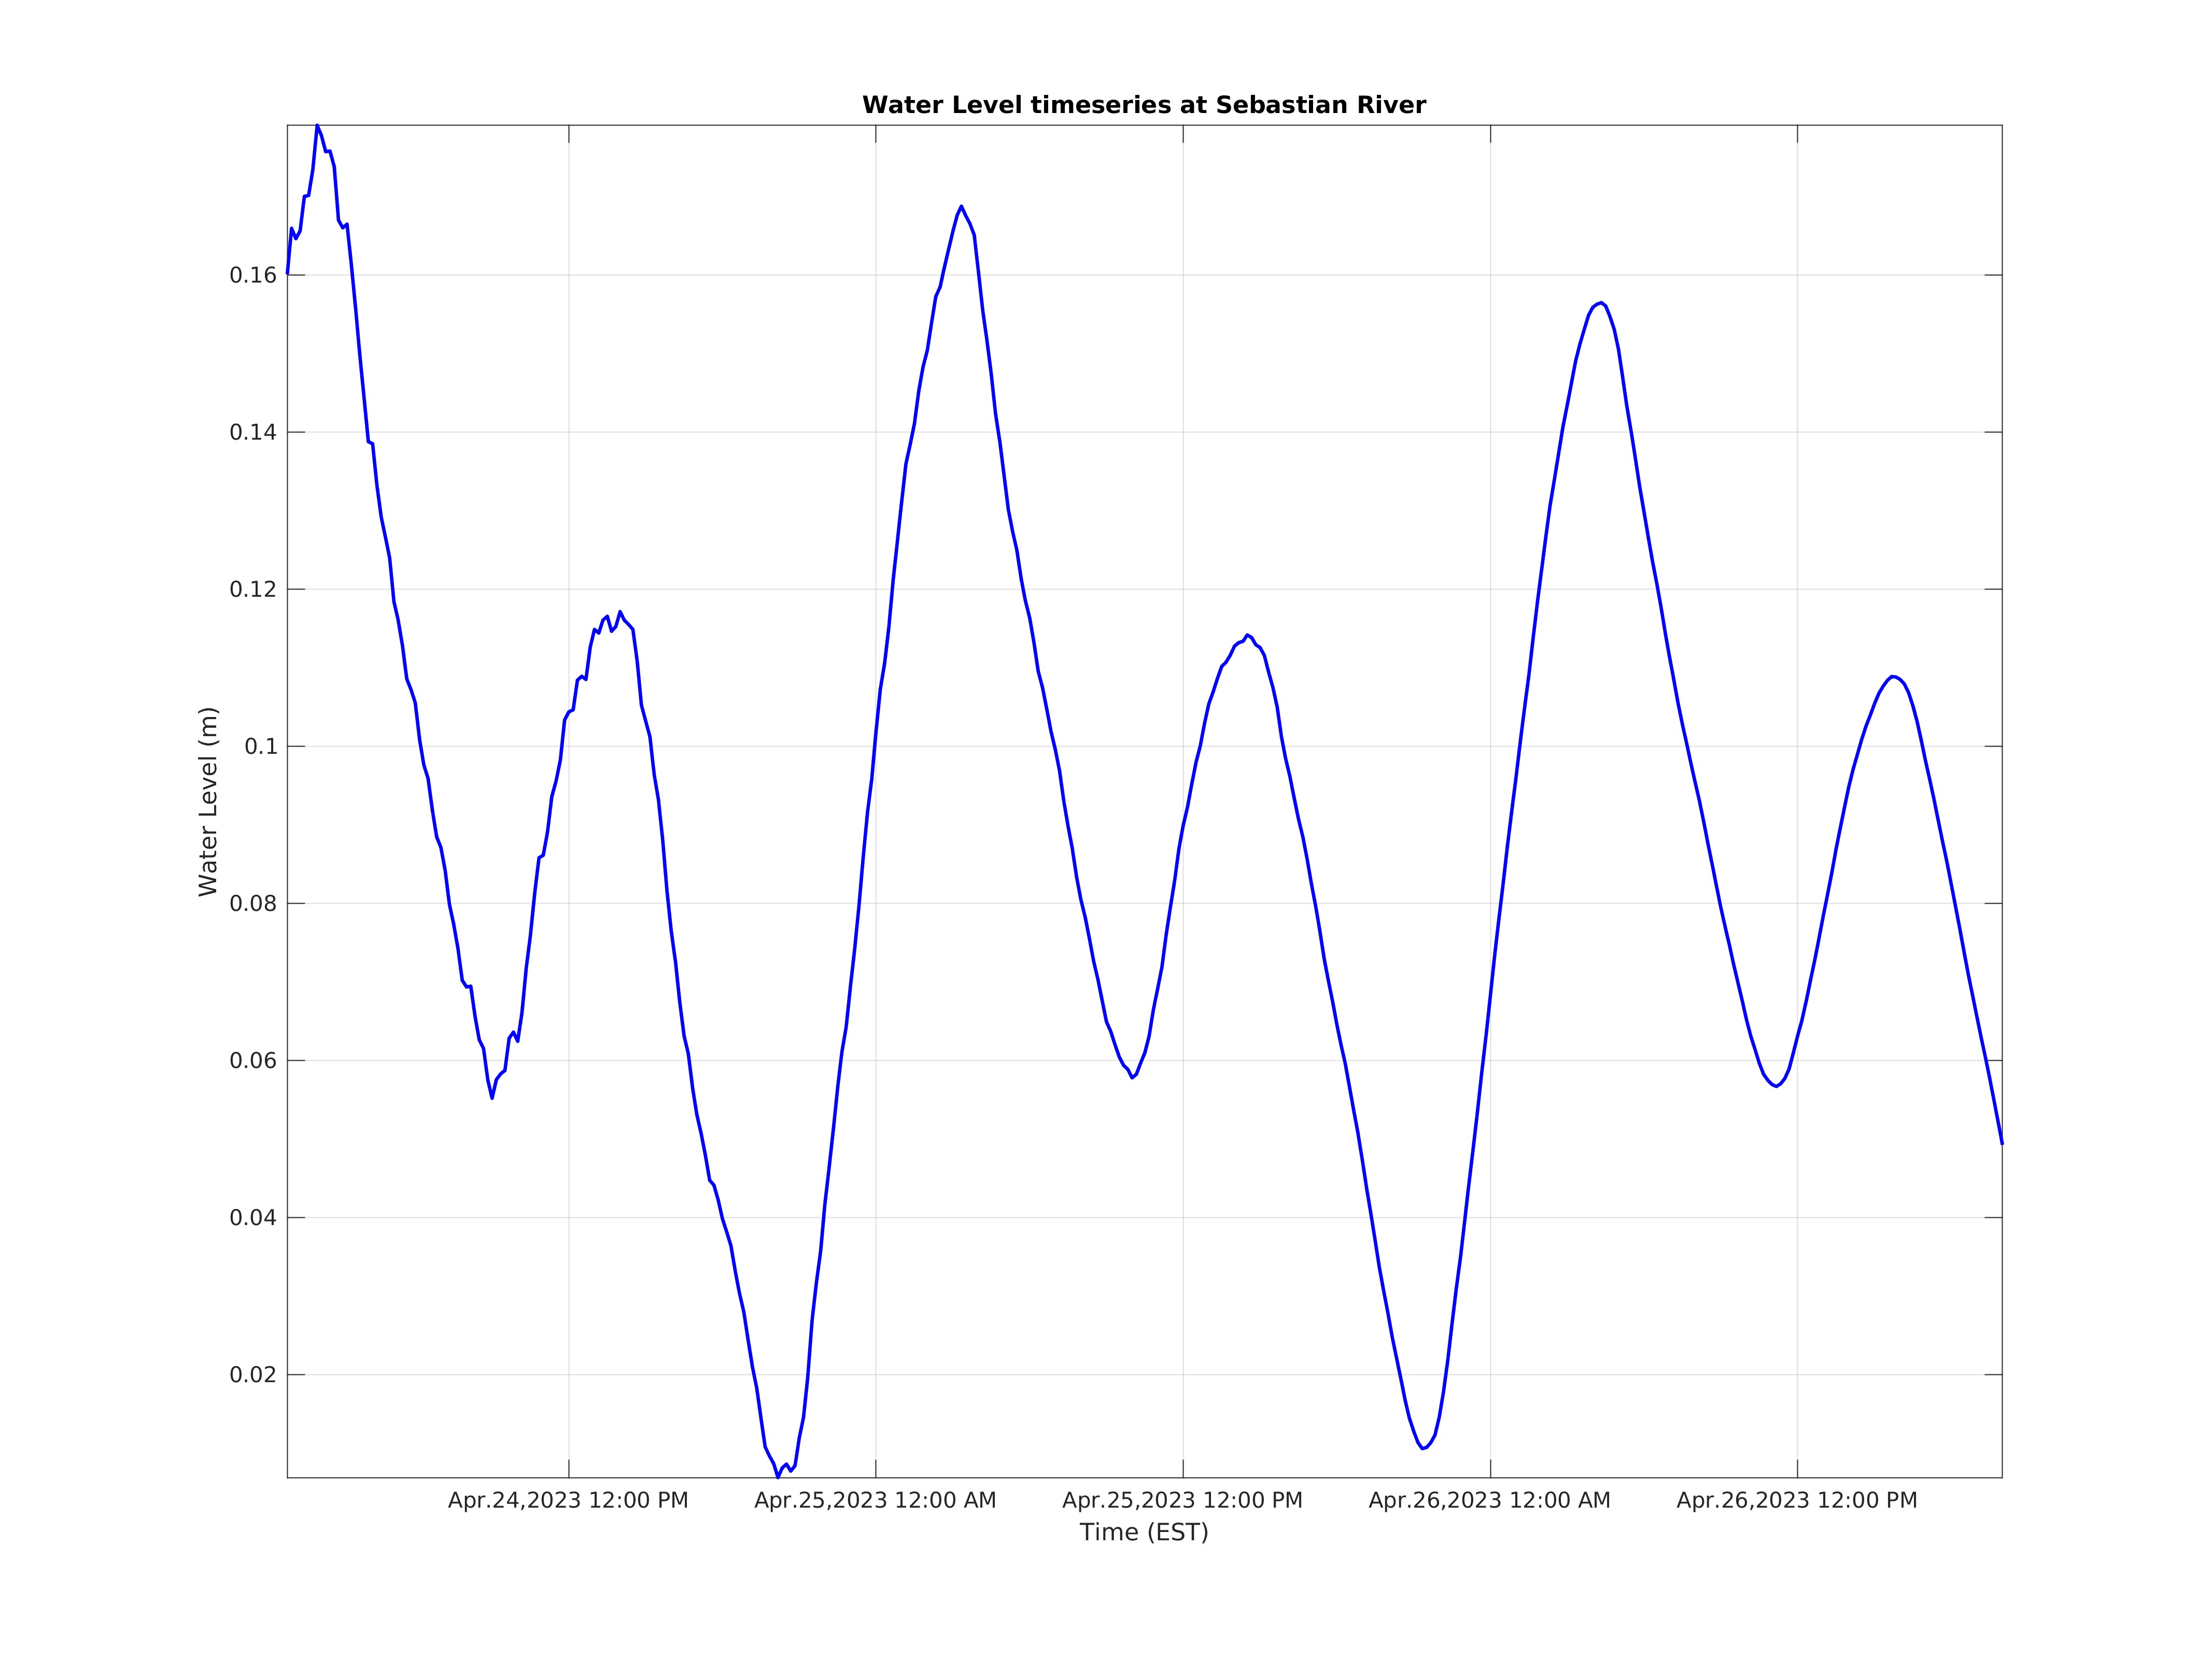 Water Level timeseries at Sebastian River
0.16
0.14
0.12
0.1
0.08
0.06
0.04
0.02
Water Level (m)
Apr.24,2023 12:00 PM
Apr.25,2023 12:00 AM
Apr.25,2023 12:00 PM
Apr.26,2023 12:00 AM
Apr.26,2023 12:00 PM
Time (EST)